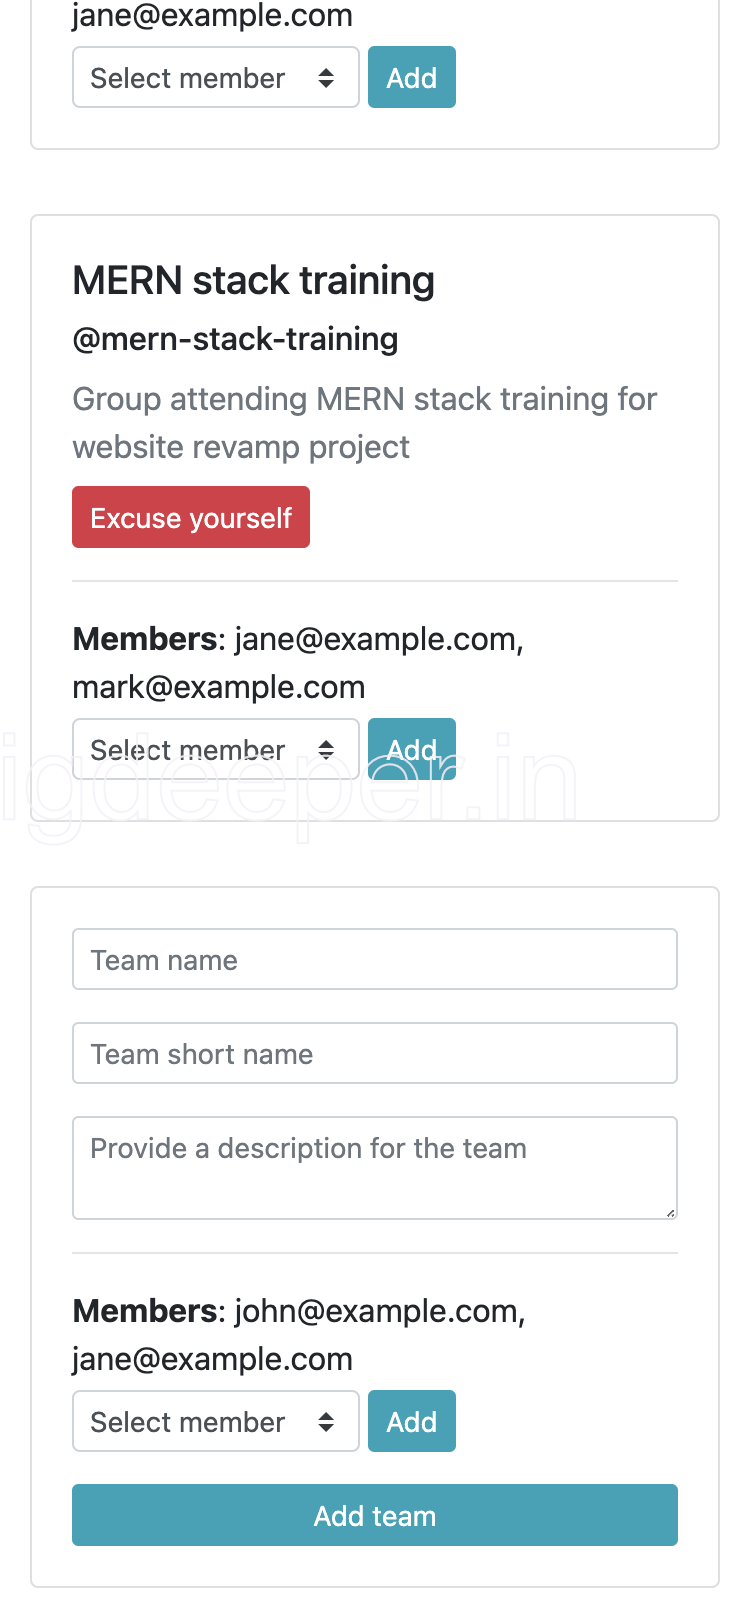 jane@example.com
Select member Add
MERN stack training
@mern-stack-training
Group attending MERN stack training for
website revamp project
Excuse yourself
Members: jane@example.com,
mark@example.com
Select member Add
igdeeper.in
Team name
Team short name
Provide a description for the team
Members: john@example.com,
jane@example.com
Select member Add
Add team